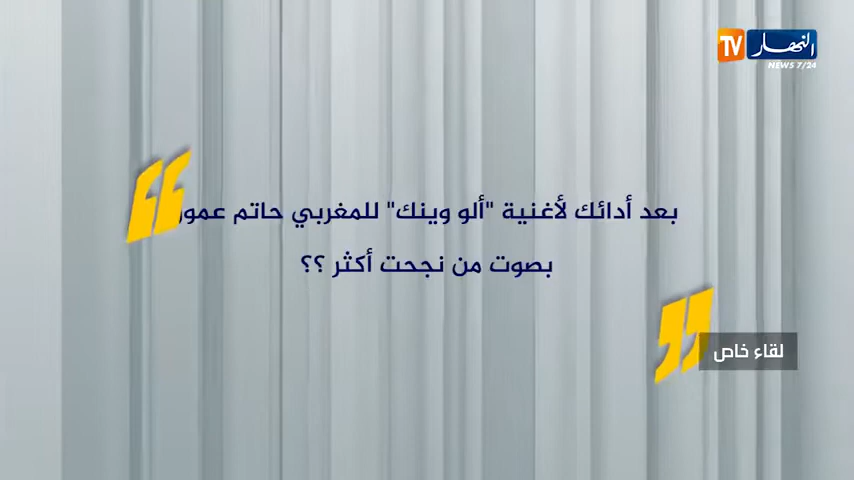 النهار TV
NEWS 7/24
بعد أدائك لأغنية "ألو وينك" للمغربي حاتم عمور
بصوت من نجحت أكثر ؟؟
لقاء خاص